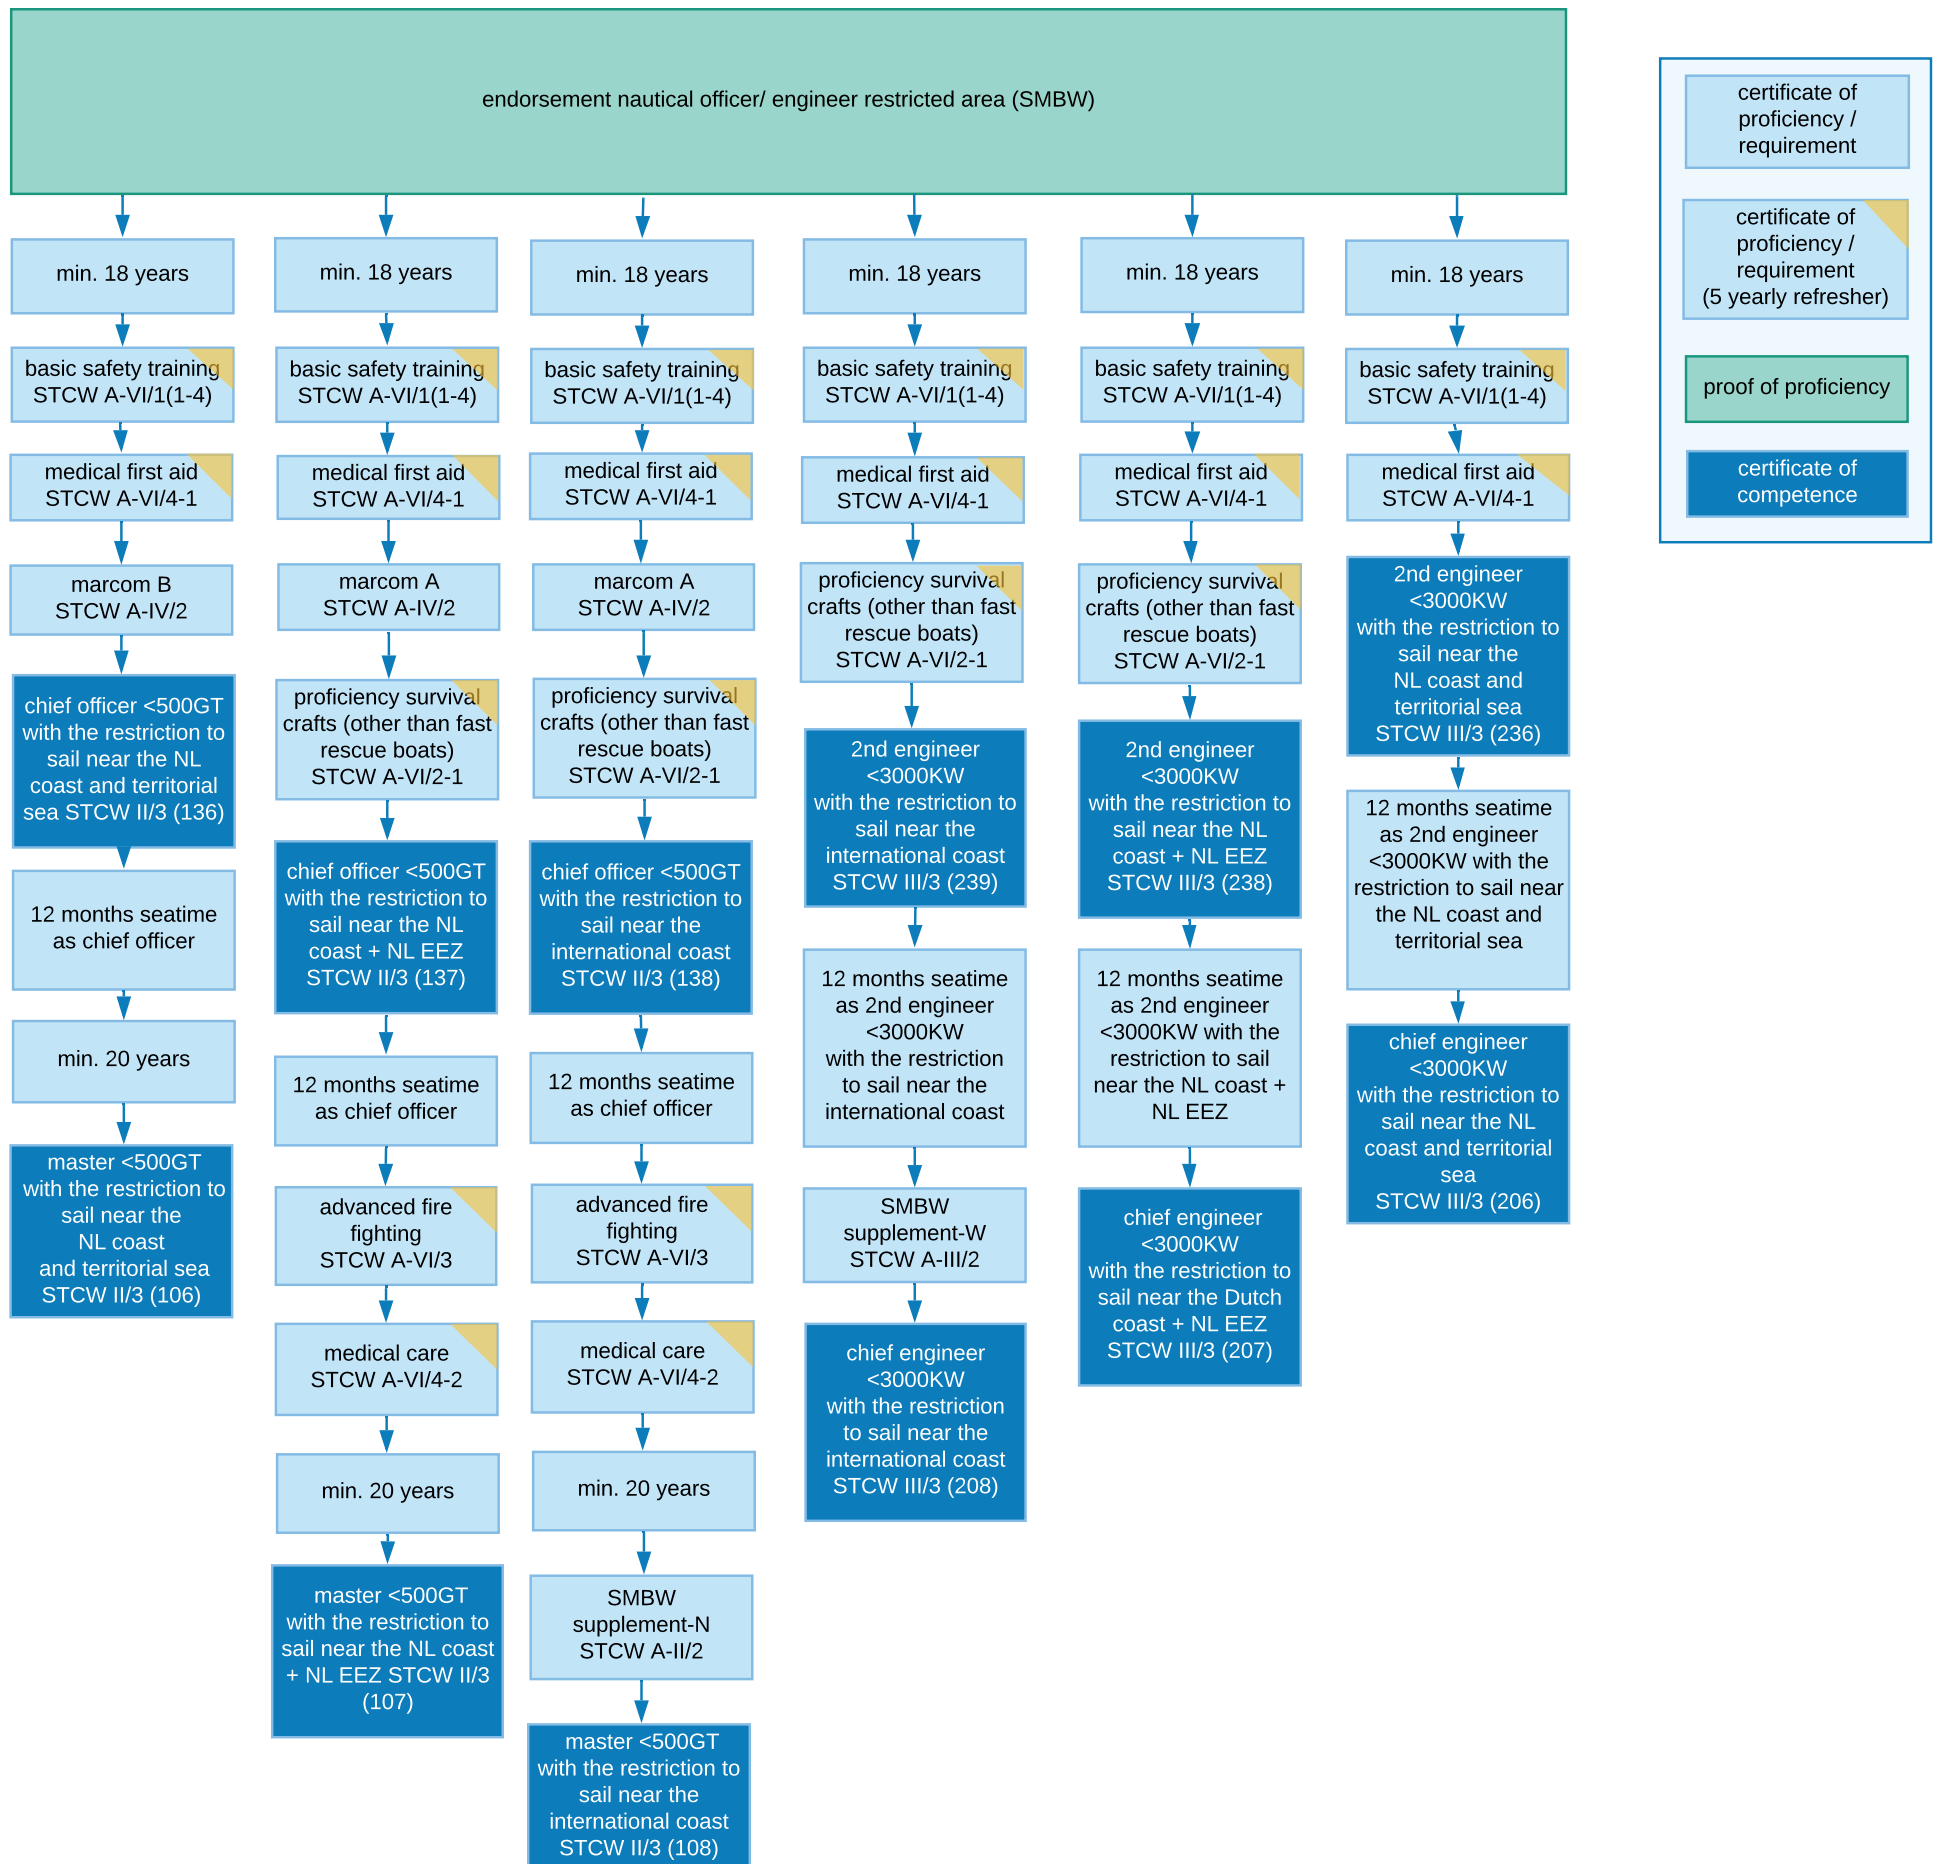 endorsement nautical officer/ engineer restricted area (SMBW)
min. 18 years
basic safety training
STCW A-VI/1(1-4)
medical first aid
STCW A-VI/4-1
marcom B
STCW A-IV/2
chief officer <500GT
with the restriction to
sail near the NL
coast and territorial
sea STCW II/3 (136)
12 months seatime
as chief officer
min. 20 years
master <500GT
with the restriction to
sail near the
NL coast
and territorial sea
STCW II/3 (106)
min. 18 years
basic safety training
STCW A-VI/1(1-4)
medical first aid
STCW A-VI/4-1
marcom A
STCW A-IV/2
proficiency survival
crafts (other than fast
rescue boats)
STCW A-VI/2-1
chief officer <500GT
with the restriction to
sail near the NL
coast + NL EEZ
STCW II/3 (137)
12 months seatime
as chief officer
advanced fire
fighting
STCW A-VI/3
medical care
STCW A-VI/4-2
min. 20 years
master <500GT
with the restriction to
sail near the NL coast
+ NL EEZ STCW II/3
(107)
min. 18 years
basic safety training
STCW A-VI/1(1-4)
medical first aid
STCW A-VI/4-1
marcom A
STCW A-IV/2
proficiency survival
crafts (other than fast
rescue boats)
STCW A-VI/2-1
chief officer <500GT
with the restriction to
sail near the
international coast
STCW II/3 (138)
12 months seatime
as chief officer
advanced fire
fighting
STCW A-VI/3
medical care
STCW A-VI/4-2
min. 20 years
SMBW
supplement-N
STCW A-II/2
master <500GT
with the restriction to
sail near the
international coast
STCW II/3 (108)
min. 18 years
basic safety training
STCW A-VI/1(1-4)
medical first aid
STCW A-VI/4-1
proficiency survival
crafts (other than fast
rescue boats)
STCW A-VI/2-1
2nd engineer
<3000KW
with the restriction to
sail near the
international coast
STCW III/3 (239)
12 months seatime
as 2nd engineer
<3000KW
with the restriction
to sail near the
international coast
SMBW
supplement-W
STCW A-III/2
chief engineer
<3000KW
with the restriction
to sail near the
international coast
STCW III/3 (208)
min. 18 years
basic safety training
STCW A-VI/1(1-4)
medical first aid
STCW A-VI/4-1
proficiency survival
crafts (other than fast
rescue boats)
STCW A-VI/2-1
2nd engineer
<3000KW
with the restriction to
sail near the NL
coast + NL EEZ
STCW III/3 (238)
12 months seatime
as 2nd engineer
<3000KW with the
restriction to sail
near the NL coast +
NL EEZ
chief engineer
<3000KW
with the restriction to
sail near the Dutch
coast + NL EEZ
STCW III/3 (207)
min. 18 years
basic safety training
STCW A-VI/1(1-4)
medical first aid
STCW A-VI/4-1
2nd engineer
<3000KW
with the restriction to
sail near the
NL coast and
territorial sea
STCW III/3 (236)
12 months seatime
as 2nd engineer
<3000KW with the
restriction to sail near
the NL coast and
territorial sea
chief engineer
<3000KW
with the restriction to
sail near the NL
coast and territorial
sea
STCW III/3 (206)
certificate of
proficiency /
requirement
certificate of
proficiency /
requirement
(5 yearly refresher)
proof of proficiency
certificate of
competence